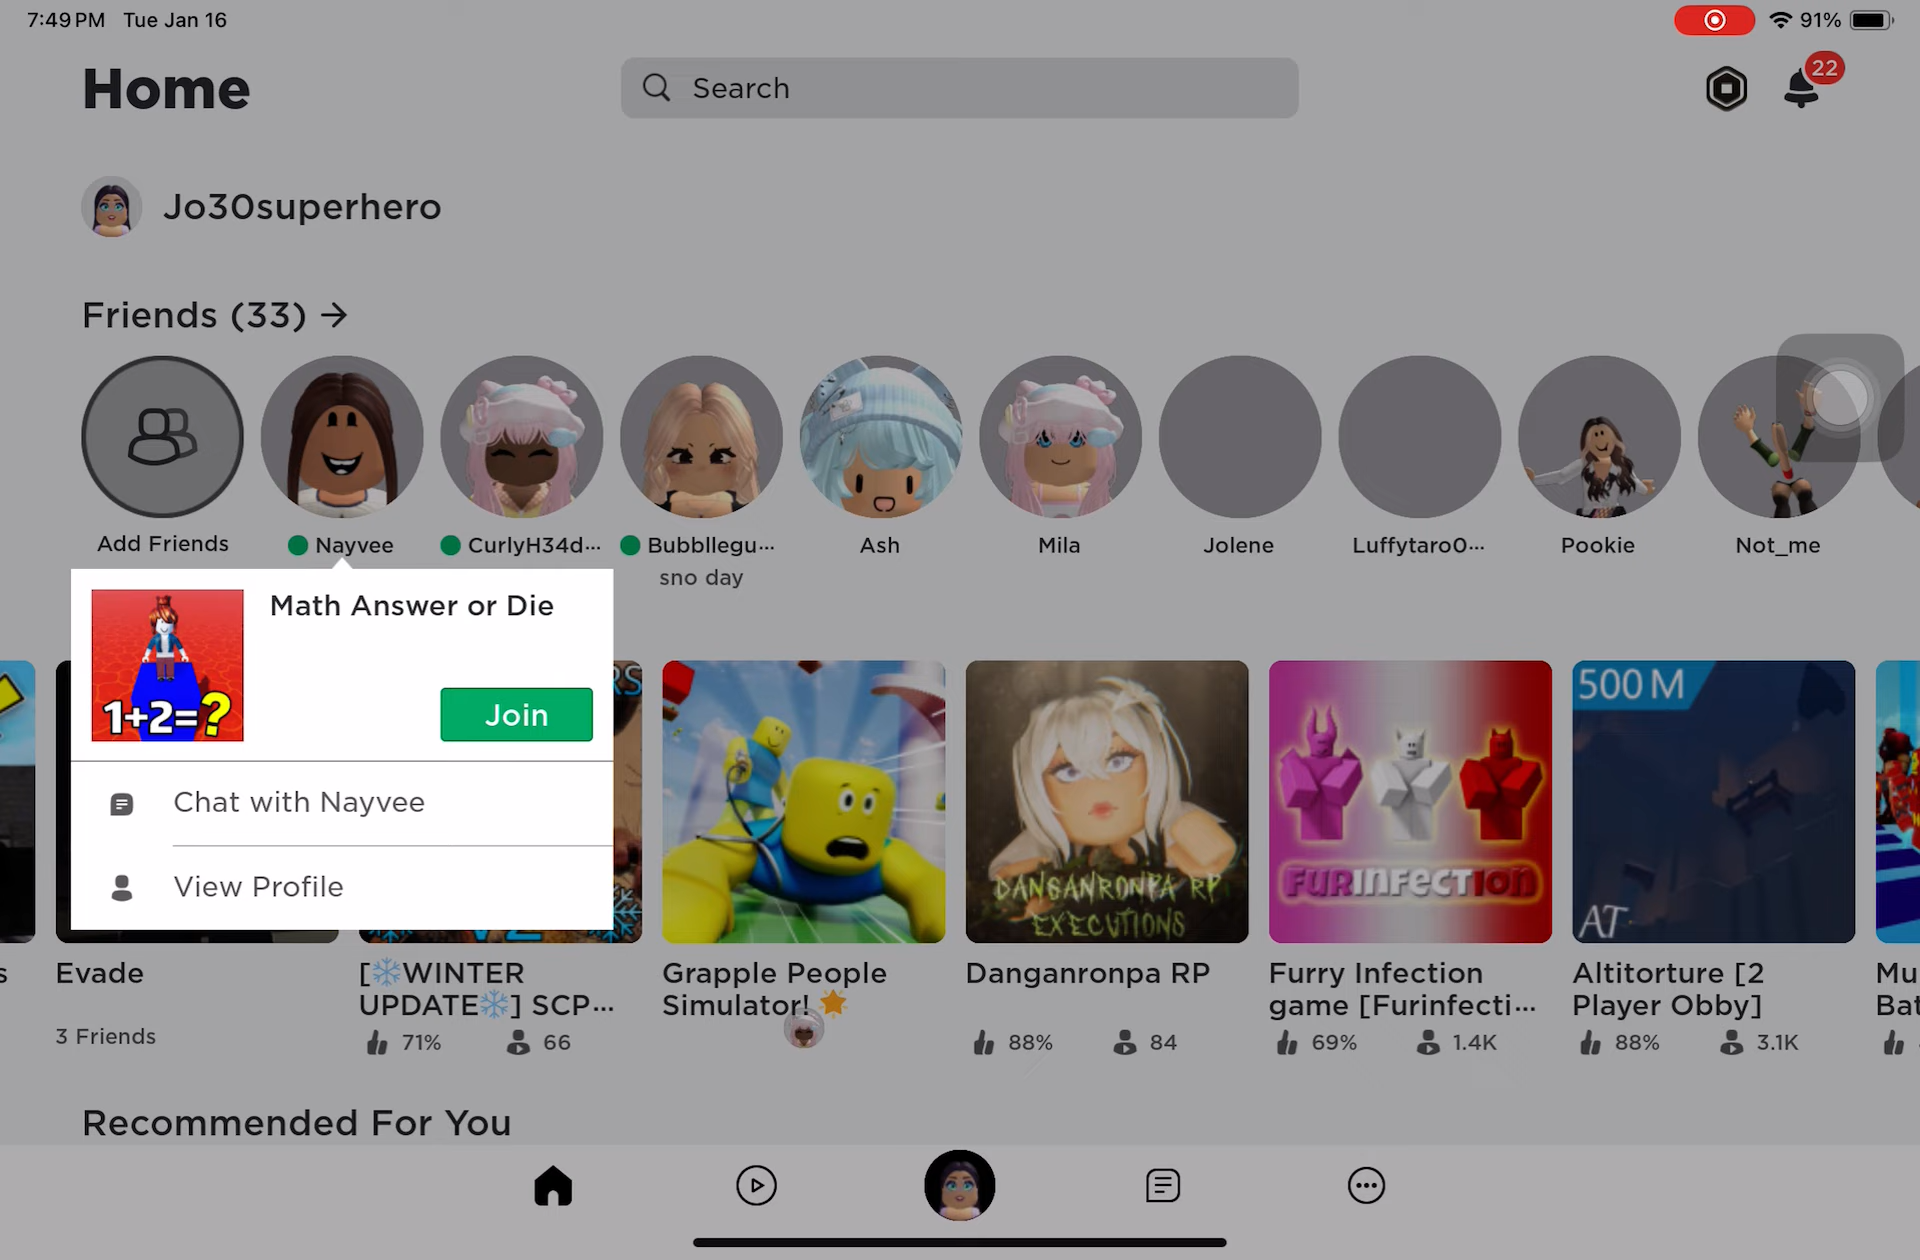 7:49 PM Tue Jan 16
91%
Home
Search
22
Jo30superhero
Friends (33) →
Add Friends
Nayvee
CurlyH34d...
Bubbllegu...
sno day
Ash
Mila
Jolene
Luffytaro0...
Pookie
Not_me
Math Answer or Die
1+2=?
Join
Chat with Nayvee
View Profile
RS
V2
DANGANRONPA RP
EXECUTIONS
FURINFECTION
500 M
AT
s
Evade
3 Friends
[❄️WINTER
UPDATE❄️] SCP...
71% 66
Grapple People
Simulator!⭐
Danganronpa RP
88% 84
Furry Infection
game [Furinfecti...
69% 1.4K
Altitorture [2
Player Obby]
88% 3.1K
Mu
Bat
Recommended For You